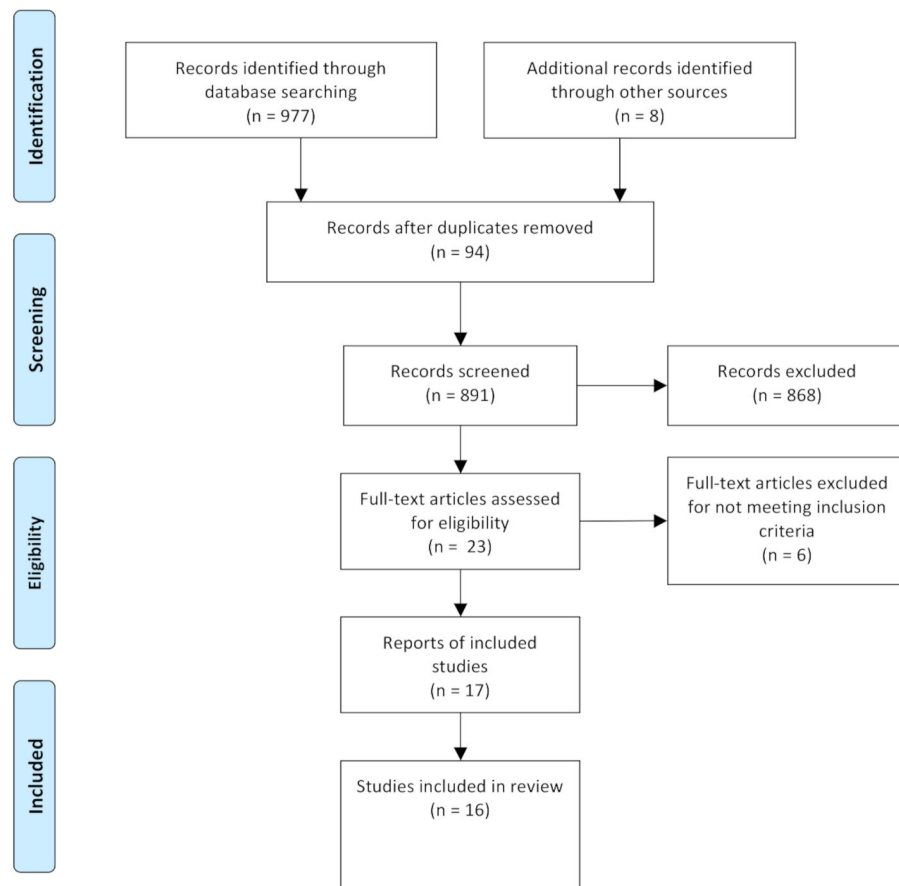 Identification
Records identified through
database searching
(n = 977)
Additional records identified
through other sources
(n = 8)
Records after duplicates removed
(n = 94)
Screening
Records screened
(n = 891)
Records excluded
(n = 868)
Eligibility
Full-text articles assessed
for eligibility
(n =  23)
Full-text articles excluded
for not meeting inclusion
criteria
(n = 6)
Reports of included
studies
(n = 17)
Included
Studies included in review
(n = 16)